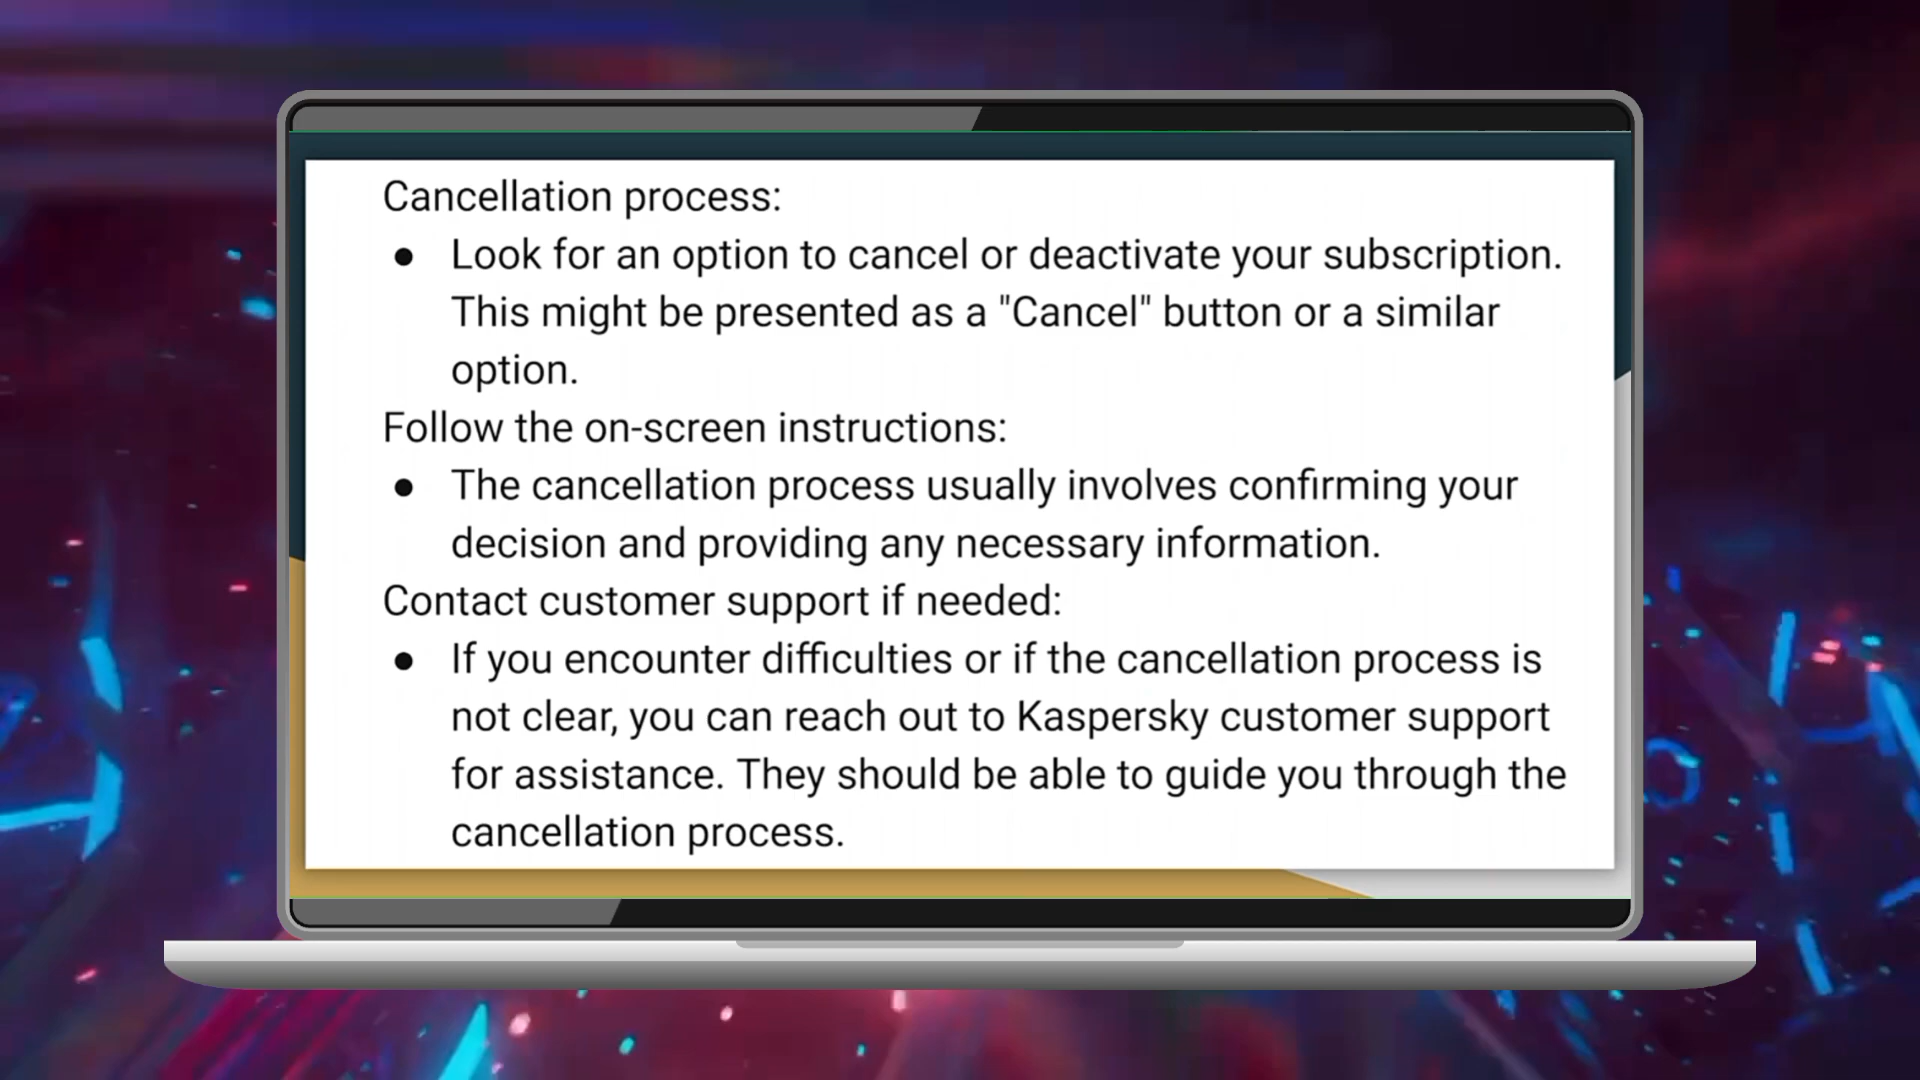 Cancellation process:
● Look for an option to cancel or deactivate your subscription.
This might be presented as a "Cancel" button or a similar
option.
Follow the on-screen instructions:
● The cancellation process usually involves confirming your
decision and providing any necessary information.
Contact customer support if needed:
● If you encounter difficulties or if the cancellation process is
not clear, you can reach out to Kaspersky customer support
for assistance. They should be able to guide you through the
cancellation process.